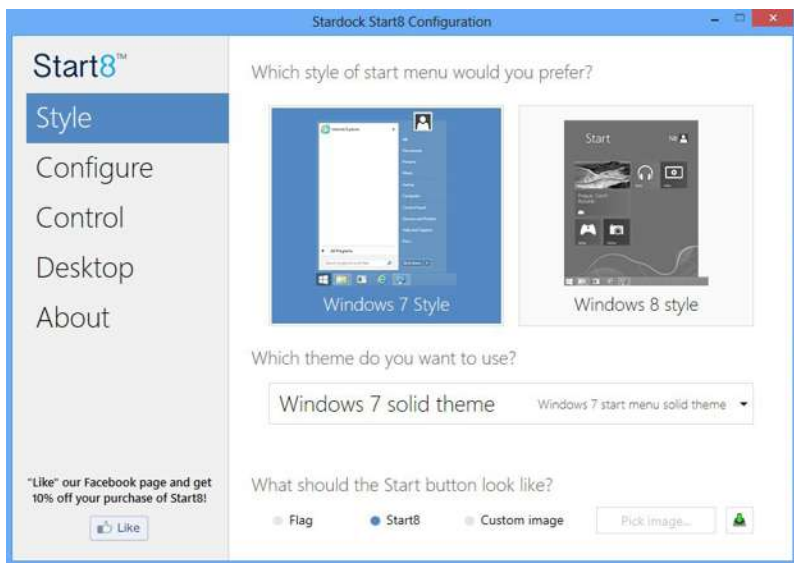 Stardock Start8 Configuration
Start8™
Style
Configure
Control
Desktop
About
"Like" our Facebook page and get
10% off your purchase of Start8!
Like
Which style of start menu would you prefer?
Windows 7 Style
Start
Windows 8 style
Which theme do you want to use?
Windows 7 solid theme
Windows 7 start menu solid theme
What should the Start button look like?
Flag
Start8
Custom image
Pick image...